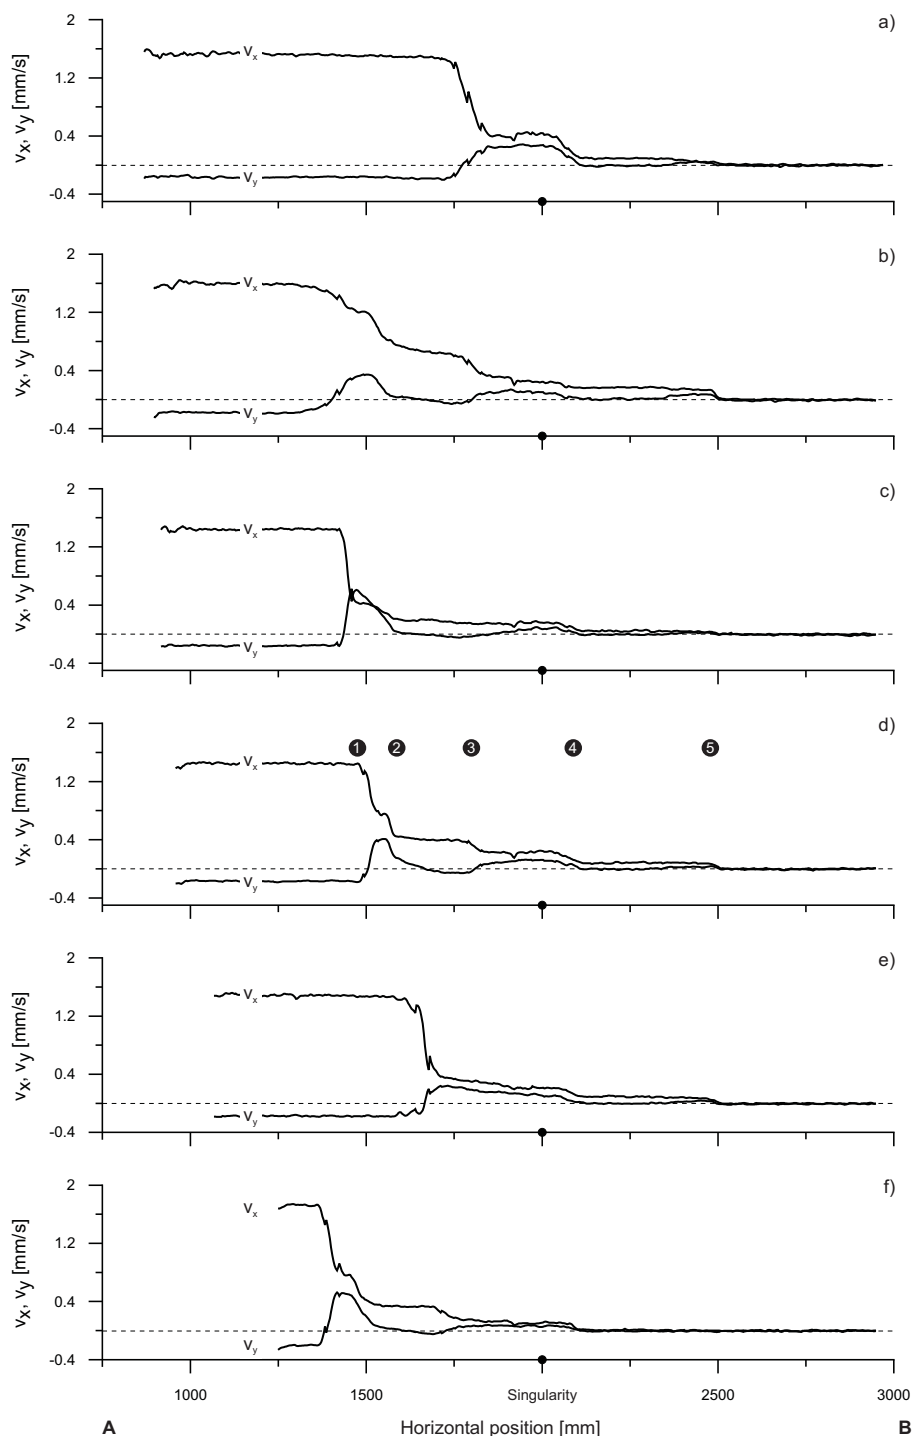 a)
2
1.2
0.4
-0.4
vx, vy [mm/s]
Vx
Vy
b)
2
1.2
0.4
-0.4
vx, vy [mm/s]
Vx
Vy
c)
2
1.2
0.4
-0.4
vx, vy [mm/s]
Vx
Vy
d)
2
1.2
0.4
-0.4
vx, vy [mm/s]
1 2 3 4 5
Vx
Vy
e)
2
1.2
0.4
-0.4
vx, vy [mm/s]
Vx
Vy
f)
2
1.2
0.4
-0.4
vx, vy [mm/s]
Vx
Vy
1000 1500 Singularity 2500 3000
A Horizontal position [mm] B